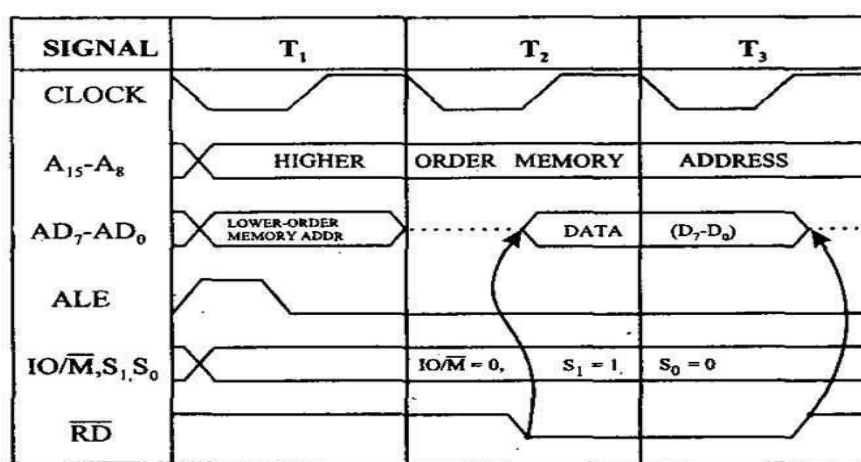 SIGNAL T₁ T₂ T₃
CLOCK
A₁₅-A₈ HIGHER ORDER MEMORY ADDRESS
AD₇-AD₀ LOWER-ORDER MEMORY ADDR DATA (D₇-D₀)
ALE
IO/M̅,S₁,S₀ IO/M̅ = 0, S₁ = 1, S₀ = 0
R̅D̅